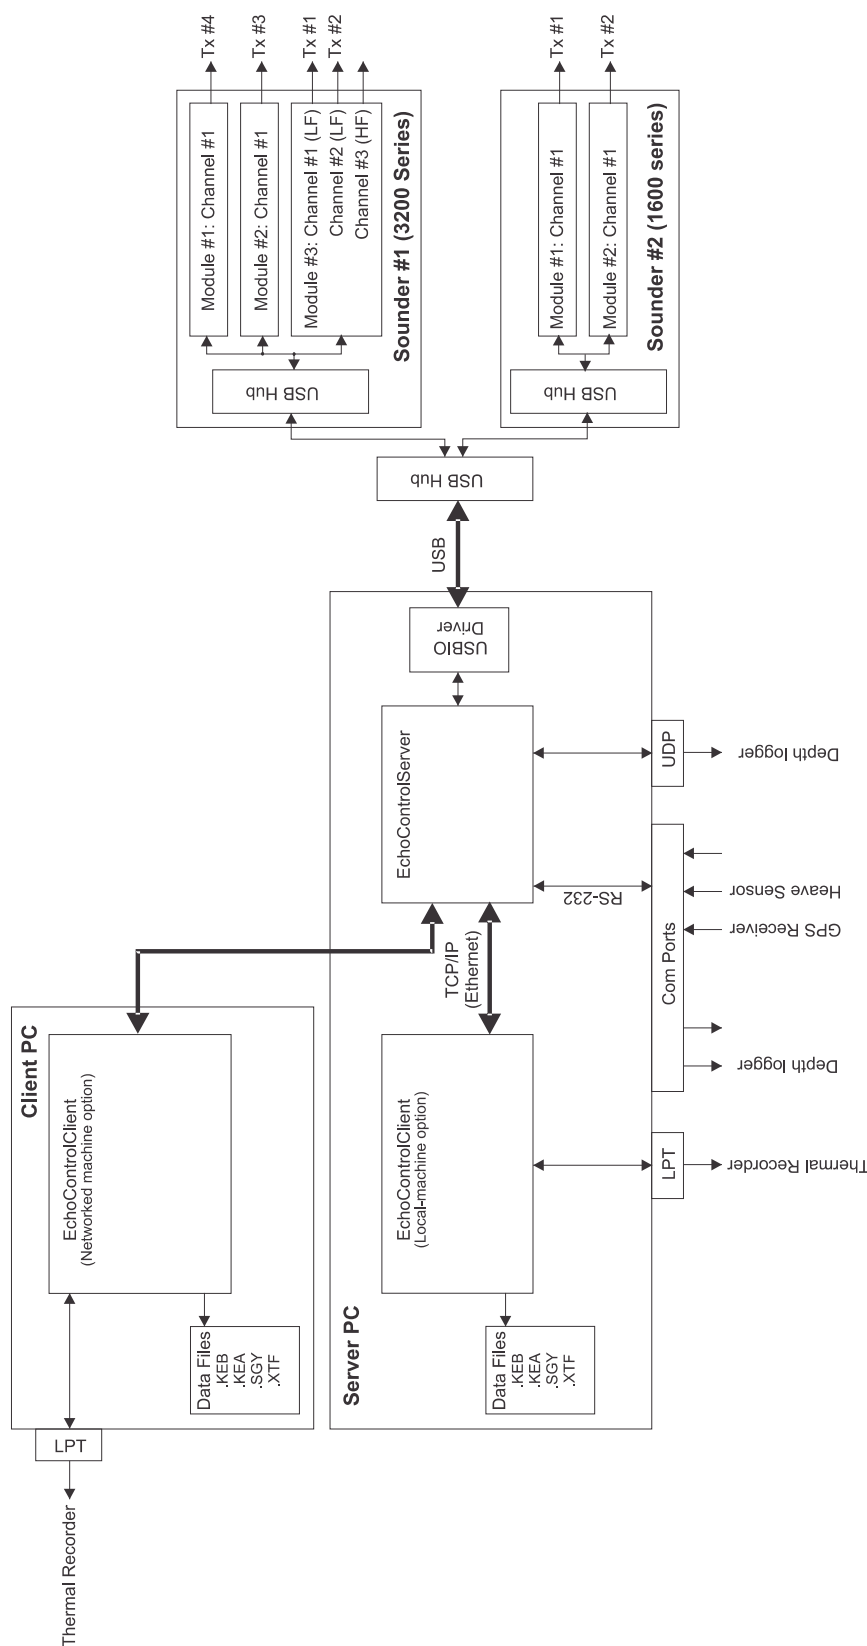 Tx #4
Tx #3
Tx #1
Tx #2
Module #1: Channel #1
Module #2: Channel #1
Module #3: Channel #1 (LF)
Channel #2 (LF)
Channel #3 (HF)
Sounder #1 (3200 Series)
USB Hub
Tx #1
Tx #2
Module #1: Channel #1
Module #2: Channel #1
Sounder #2 (1600 series)
USB Hub
USB Hub
USB
USBIO
Driver
EchoControlServer
UDP
Depth logger
RS-232
Com Ports
Heave Sensor
GPS Receiver
Depth logger
TCP/IP
(Ethernet)
Client PC
EchoControlClient
(Networked machine option)
Data Files
.KEB
.KEA
.SGY
.XTF
LPT
Thermal Recorder
Server PC
EchoControlClient
(Local-machine option)
Data Files
.KEB
.KEA
.SGY
.XTF
LPT
Thermal Recorder